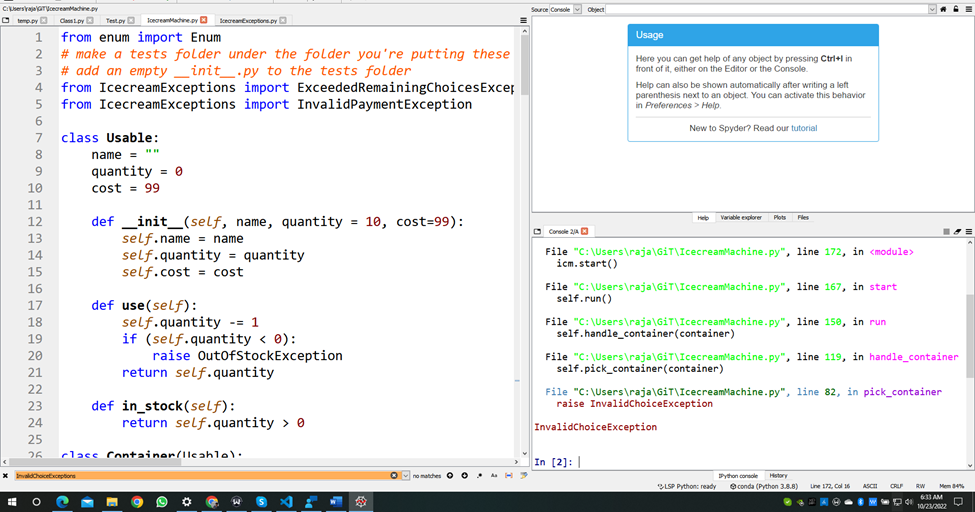 C:\Users\raja\GiT\IcecreamMachine.py
temp.py
Class1.py
Test.py
IcecreamMachine.py
IcecreamExceptions.py
1 from enum import Enum
2 # make a tests folder under the folder you're putting these
3 # add an empty __init__.py to the tests folder
4 from IcecreamExceptions import ExceededRemainingChoicesExcep
5 from IcecreamExceptions import InvalidPaymentException
6
7 class Usable:
8 name = ""
9 quantity = 0
10 cost = 99
11
12 def __init__(self, name, quantity = 10, cost=99):
13 self.name = name
14 self.quantity = quantity
15 self.cost = cost
16
17 def use(self):
18 self.quantity -= 1
19 if (self.quantity < 0):
20 raise OutOfStockException
21 return self.quantity
22
23 def in_stock(self):
24 return self.quantity > 0
25
26 class Container(Usable):
InvalidChoiceExceptions
no matches
Aa
Source Console Object
Usage
Here you can get help of any object by pressing Ctrl+I in
front of it, either on the Editor or the Console.
Help can also be shown automatically after writing a left
parenthesis next to an object. You can activate this behavior
in Preferences > Help.
New to Spyder? Read our tutorial
Help Variable explorer Plots Files
Console 2/A
File "C:\Users\raja\GiT\IcecreamMachine.py", line 172, in <module>
icm.start()
File "C:\Users\raja\GiT\IcecreamMachine.py", line 167, in start
self.run()
File "C:\Users\raja\GiT\IcecreamMachine.py", line 150, in run
self.handle_container(container)
File "C:\Users\raja\GiT\IcecreamMachine.py", line 119, in handle_container
self.pick_container(container)
File "C:\Users\raja\GiT\IcecreamMachine.py", line 82, in pick_container
raise InvalidChoiceException
InvalidChoiceException
In [2]:
IPython console History
LSP Python: ready conda (Python 3.8.8) Line 172, Col 16 ASCII CRLF RW Mem 84%
6:33 AM
10/23/2022